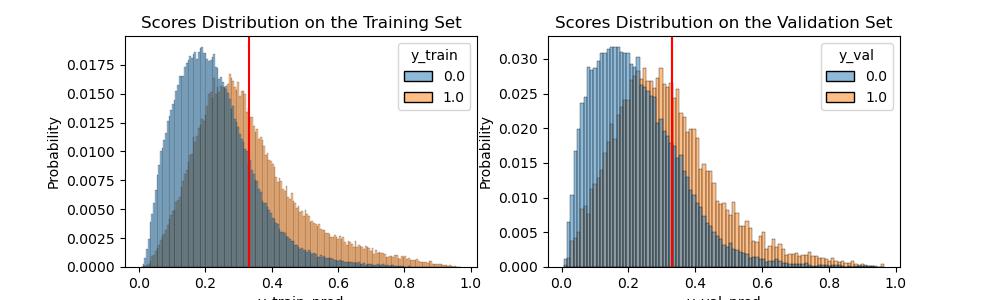 Scores Distribution on the Training Set
Probability
0.0175
0.0150
0.0125
0.0100
0.0075
0.0050
0.0025
0.0000
y_train
0.0
1.0
0.0 0.2 0.4 0.6 0.8 1.0
y_train_pred
Scores Distribution on the Validation Set
Probability
0.030
0.025
0.020
0.015
0.010
0.005
0.000
y_val
0.0
1.0
0.0 0.2 0.4 0.6 0.8 1.0
y_val_pred